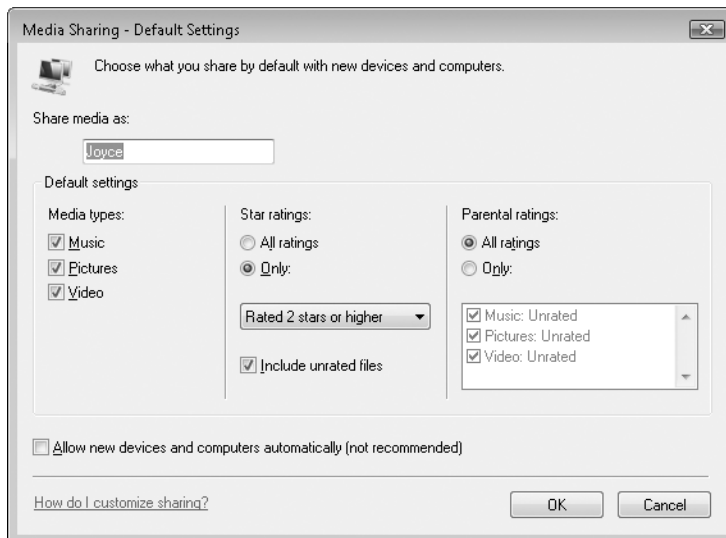 Media Sharing - Default Settings
Choose what you share by default with new devices and computers.
Share media as:
Joyce
Default settings
Media types:
Music
Pictures
Video
Star ratings:
All ratings
Only:
Rated 2 stars or higher
Include unrated files
Parental ratings:
All ratings
Only:
Music: Unrated
Pictures: Unrated
Video: Unrated
Allow new devices and computers automatically (not recommended)
How do I customize sharing?
OK
Cancel